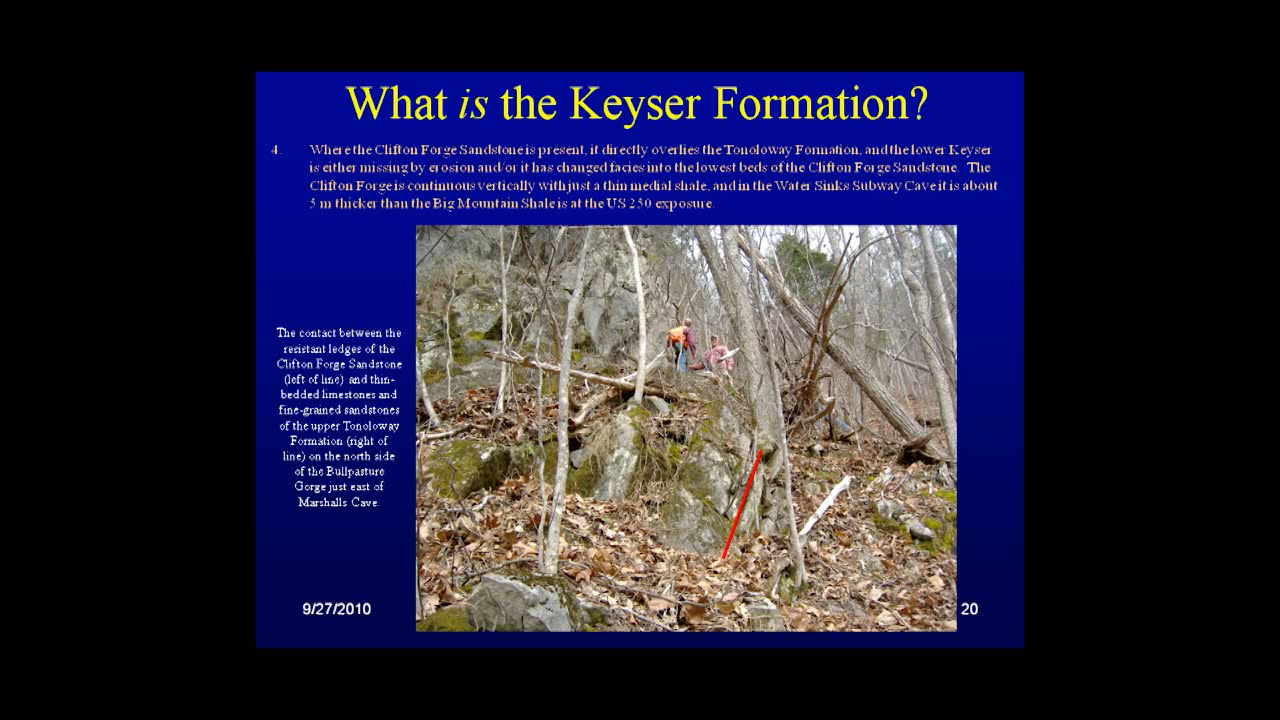 What is the Keyser Formation?
4. Where the Clifton Forge Sandstone is present, it directly overlies the Tonoloway Formation, and the lower Keyser
is either missing by erosion and/or it has changed facies into the lowest beds of the Clifton Forge Sandstone. The
Clifton Forge is continuous vertically with just a thin medial shale, and in the Water Sinks Subway Cave it is about
5 m thicker than the Big Mountain Shale is at the US 250 exposure.
The contact between the
resistant ledges of the
Clifton Forge Sandstone
(left of line) and thin-
bedded limestones and
fine-grained sandstones
of the upper Tonoloway
Formation (right of
line) on the north side
of the Bullpasture
Gorge just east of
Marshalls Cave.
9/27/2010
20